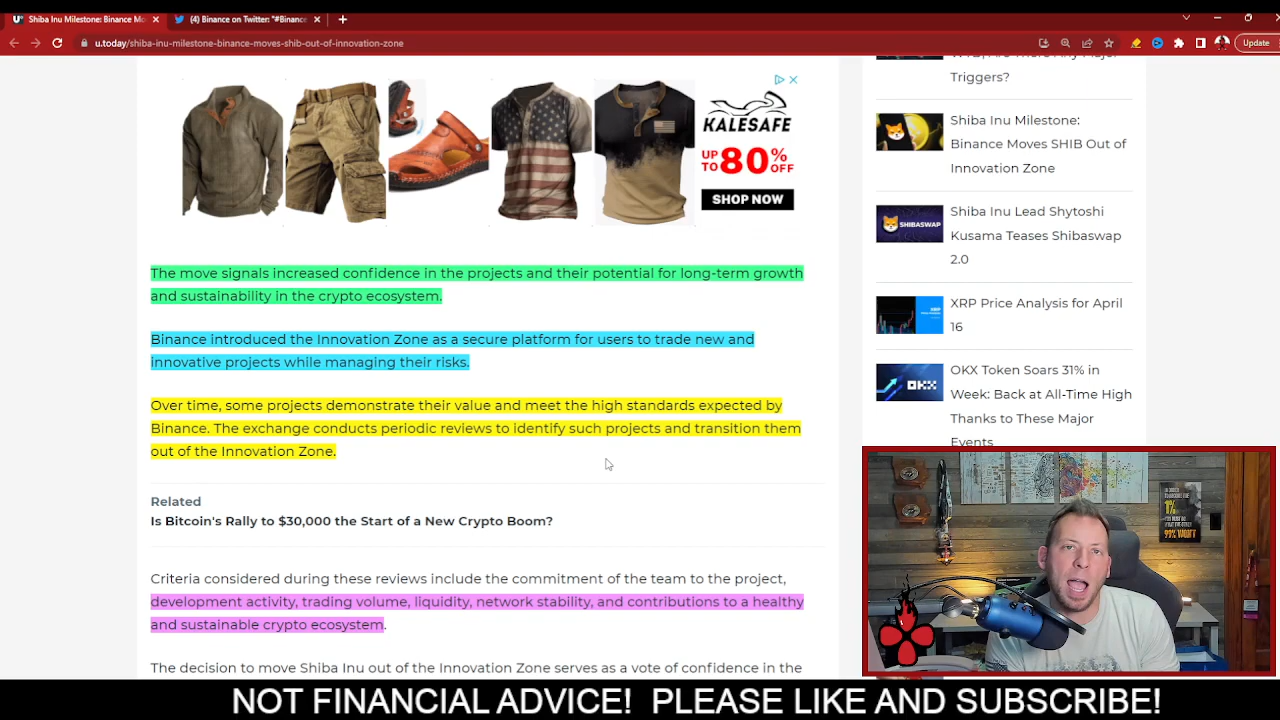 Shiba Inu Milestone: Binance Mo
(4) Binance on Twitter: "#Binance
u.today/shiba-inu-milestone-binance-moves-shib-out-of-innovation-zone
Update
KALESAFE
UP TO 80% OFF
SHOP NOW
The move signals increased confidence in the projects and their potential for long-term growth
and sustainability in the crypto ecosystem.
Binance introduced the Innovation Zone as a secure platform for users to trade new and
innovative projects while managing their risks.
Over time, some projects demonstrate their value and meet the high standards expected by
Binance. The exchange conducts periodic reviews to identify such projects and transition them
out of the Innovation Zone.
Related
Is Bitcoin's Rally to $30,000 the Start of a New Crypto Boom?
Criteria considered during these reviews include the commitment of the team to the project,
development activity, trading volume, liquidity, network stability, and contributions to a healthy
and sustainable crypto ecosystem.
The decision to move Shiba Inu out of the Innovation Zone serves as a vote of confidence in the
Triggers?
Shiba Inu Milestone:
Binance Moves SHIB Out of
Innovation Zone
SHIBASWAP
Shiba Inu Lead Shytoshi
Kusama Teases Shibaswap
2.0
XRP Price Analysis for April
16
OKX
OKX Token Soars 31% in
Week: Back at All-Time High
Thanks to These Major
Events
1%
99% WON'T
NOT FINANCIAL ADVICE! PLEASE LIKE AND SUBSCRIBE!